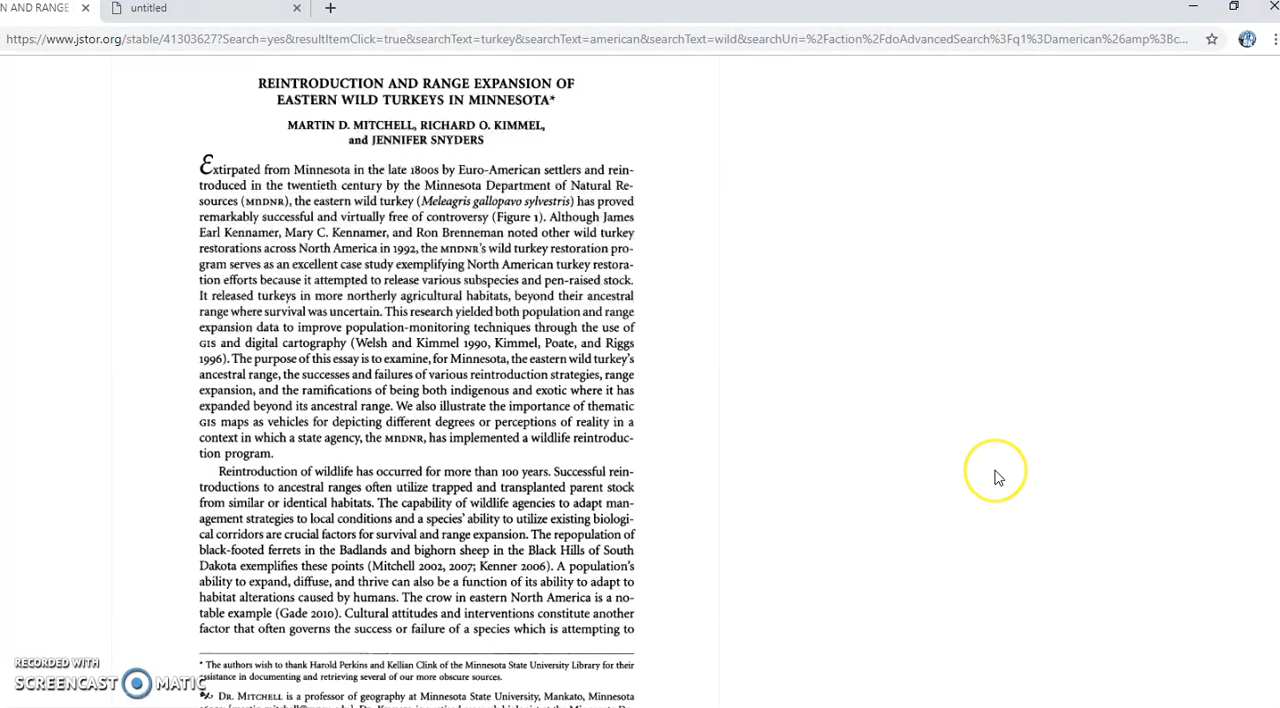 N AND RANGE
untitled
https://www.jstor.org/stable/41303627?Search=yes&resultItemClick=true&searchText=turkey&searchText=american&searchText=wild&searchUri=%2Faction%2FdoAdvancedSearch%3Fq1%3Damerican%26amp%3Bc...
REINTRODUCTION AND RANGE EXPANSION OF
EASTERN WILD TURKEYS IN MINNESOTA*
MARTIN D. MITCHELL, RICHARD O. KIMMEL,
and JENNIFER SNYDERS
Extirpated from Minnesota in the late 1800s by Euro-American settlers and rein-
troduced in the twentieth century by the Minnesota Department of Natural Re-
sources (MNDNR), the eastern wild turkey (Meleagris gallopavo sylvestris) has proved
remarkably successful and virtually free of controversy (Figure 1). Although James
Earl Kennamer, Mary C. Kennamer, and Ron Brenneman noted other wild turkey
restorations across North America in 1992, the MNDNR's wild turkey restoration pro-
gram serves as an excellent case study exemplifying North American turkey restora-
tion efforts because it attempted to release various subspecies and pen-raised stock.
It released turkeys in more northerly agricultural habitats, beyond their ancestral
range where survival was uncertain. This research yielded both population and range
expansion data to improve population-monitoring techniques through the use of
GIS and digital cartography (Welsh and Kimmel 1990, Kimmel, Poate, and Riggs
1996). The purpose of this essay is to examine, for Minnesota, the eastern wild turkey's
ancestral range, the successes and failures of various reintroduction strategies, range
expansion, and the ramifications of being both indigenous and exotic where it has
expanded beyond its ancestral range. We also illustrate the importance of thematic
GIS maps as vehicles for depicting different degrees or perceptions of reality in a
context in which a state agency, the MNDNR, has implemented a wildlife reintroduc-
tion program.
Reintroduction of wildlife has occurred for more than 100 years. Successful rein-
troductions to ancestral ranges often utilize trapped and transplanted parent stock
from similar or identical habitats. The capability of wildlife agencies to adapt man-
agement strategies to local conditions and a species' ability to utilize existing biologi-
cal corridors are crucial factors for survival and range expansion. The repopulation of
black-footed ferrets in the Badlands and bighorn sheep in the Black Hills of South
Dakota exemplifies these points (Mitchell 2002, 2007; Kenner 2006). A population's
ability to expand, diffuse, and thrive can also be a function of its ability to adapt to
habitat alterations caused by humans. The crow in eastern North America is a no-
table example (Gade 2010). Cultural attitudes and interventions constitute another
factor that often governs the success or failure of a species which is attempting to
* The authors wish to thank Harold Perkins and Kellian Clink of the Minnesota State University Library for their
ssistance in documenting and retrieving several of our more obscure sources.
DR. MITCHELL is a professor of geography at Minnesota State University, Mankato, Minnesota
RECORDED WITH
SCREENCAST MATIC